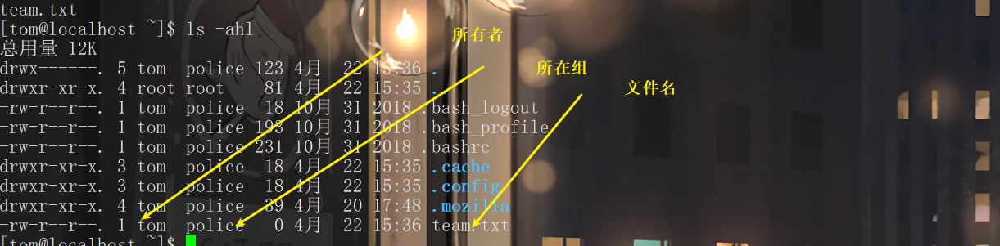 team.txt
[tom@localhost ~]$ ls -ahl
总用量 12K
drwx------. 5 tom  police 123 4月  22 15:36 .
drwxr-xr-x. 4 root root    81 4月  22 15:35 ..
-rw-r--r--. 1 tom  police  18 10月 31 2018 .bash_logout
-rw-r--r--. 1 tom  police 193 10月 31 2018 .bash_profile
-rw-r--r--. 1 tom  police 231 10月 31 2018 .bashrc
drwxr-xr-x. 3 tom  police  18 4月  22 15:35 .cache
drwxr-xr-x. 3 tom  police  18 4月  22 15:35 .config
drwxr-xr-x. 4 tom  police  39 4月  20 17:48 .mozilla
-rw-r--r--. 1 tom  police   0 4月  22 15:36 team.txt
[tom@localhost ~]$
所有者
所在组
文件名